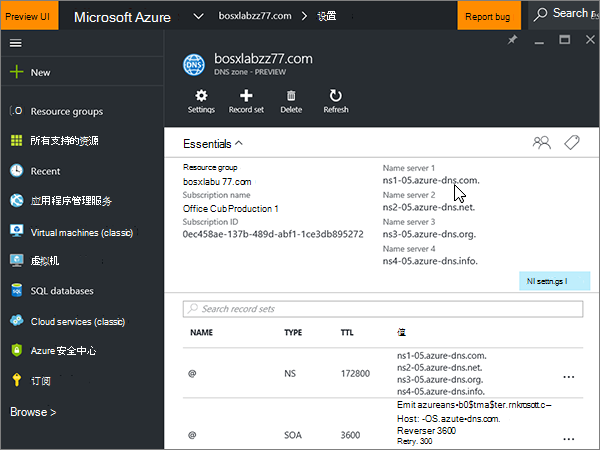 Preview UI
Microsoft Azure
bosxlabzz77.com > 设置
Report bug
Search
New
Resource groups
所有支持的资源
Recent
应用程序管理服务
Virtual machines (classic)
虚拟机
SQL databases
Cloud services (classic)
Azure 安全中心
订阅
Browse >
bosxlabzz77.com
DNS zone - PREVIEW
Settings
Record set
Delete
Refresh
Essentials
Resource group
bosxlabu 77.com
Subscription name
Office Cub Production 1
Subscription ID
0ec458ae-137b-489d-abf1-1ce3db895272
Name server 1
ns1-05.azure-dns.com.
Name server 2
ns2-05.azure-dns.net.
Name server 3
ns3-05.azure-dns.org.
Name server 4
ns4-05.azure-dns.info.
Search record sets
NAME TYPE TTL 值
@ NS 172800
ns1-05.azure-dns.com.
ns2-05.azure-dns.net.
ns3-05.azure-dns.org.
ns4-05.azure-dns.info.
...
@ SOA 3600
Emit azureans•b0$tma$ter.rnkrosoft.c—
Host: -OS.azute•dns.com.
Reverser 3600
Retry. 300
...